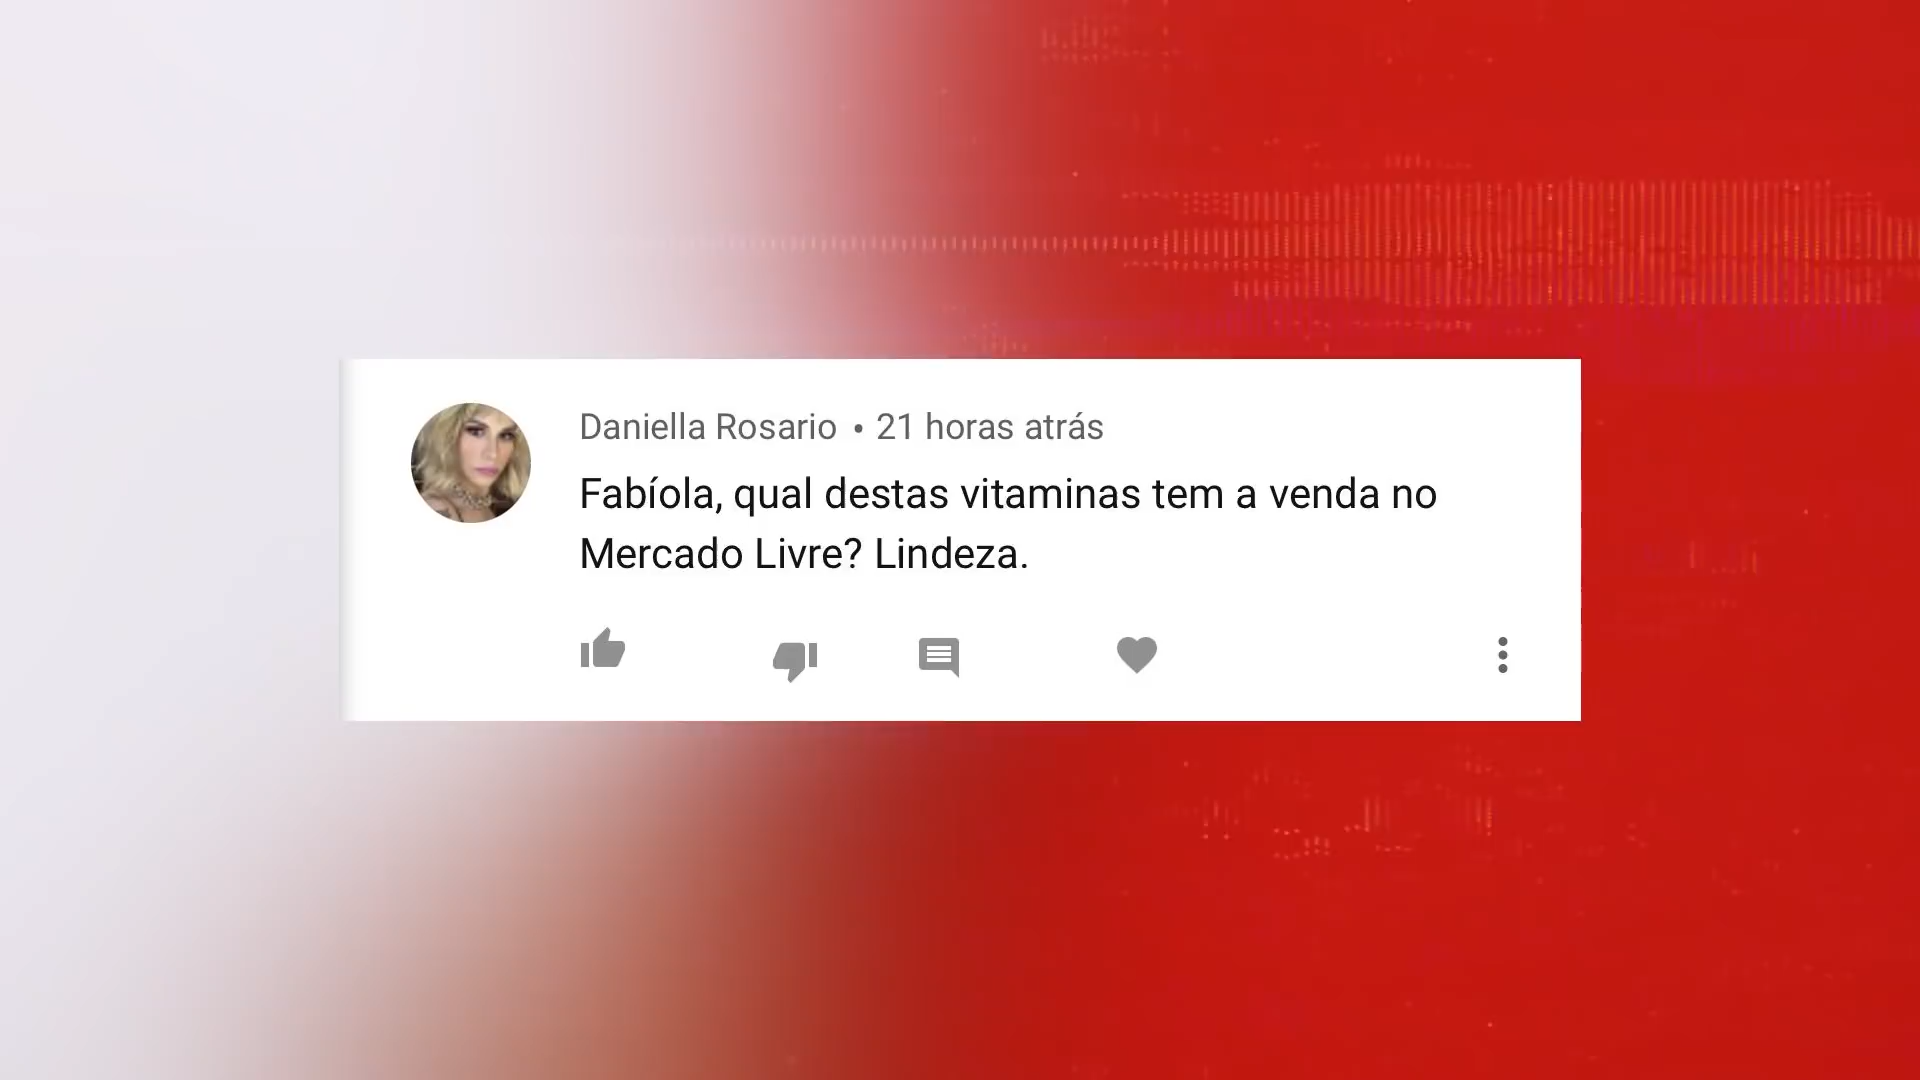 Daniella Rosario • 21 horas atrás
Fabíola, qual destas vitaminas tem a venda no
Mercado Livre? Lindeza.